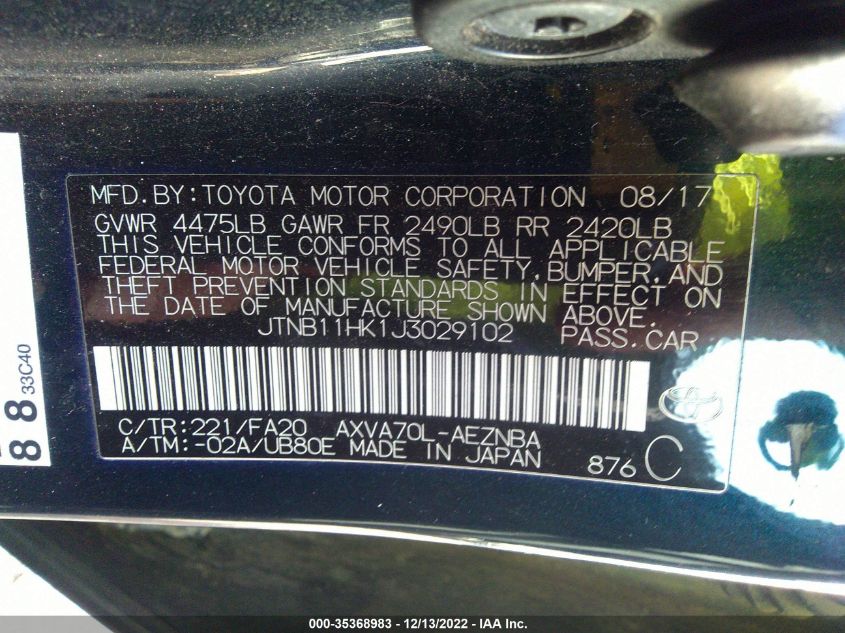 MFD.BY:TOYOTA MOTOR CORPORATION 08/17
GVWR 4475LB GAWR FR 2490LB RR 2420LB
THIS VEHICLE CONFORMS TO ALL APPLICABLE
FEDERAL MOTOR VEHICLE SAFETY,BUMPER,AND
THEFT PREVENTION STANDARDS IN EFFECT ON
THE DATE OF MANUFACTURE SHOWN ABOVE.
JTNB11HK1J3029102 PASS.CAR
C/TR:221/FA20 AXVA70L-AEZNBA
A/TM:-02A/UB80E MADE IN JAPAN
876 C
8 8 33C40
000-35368983 - 12/13/2022 - IAA Inc.